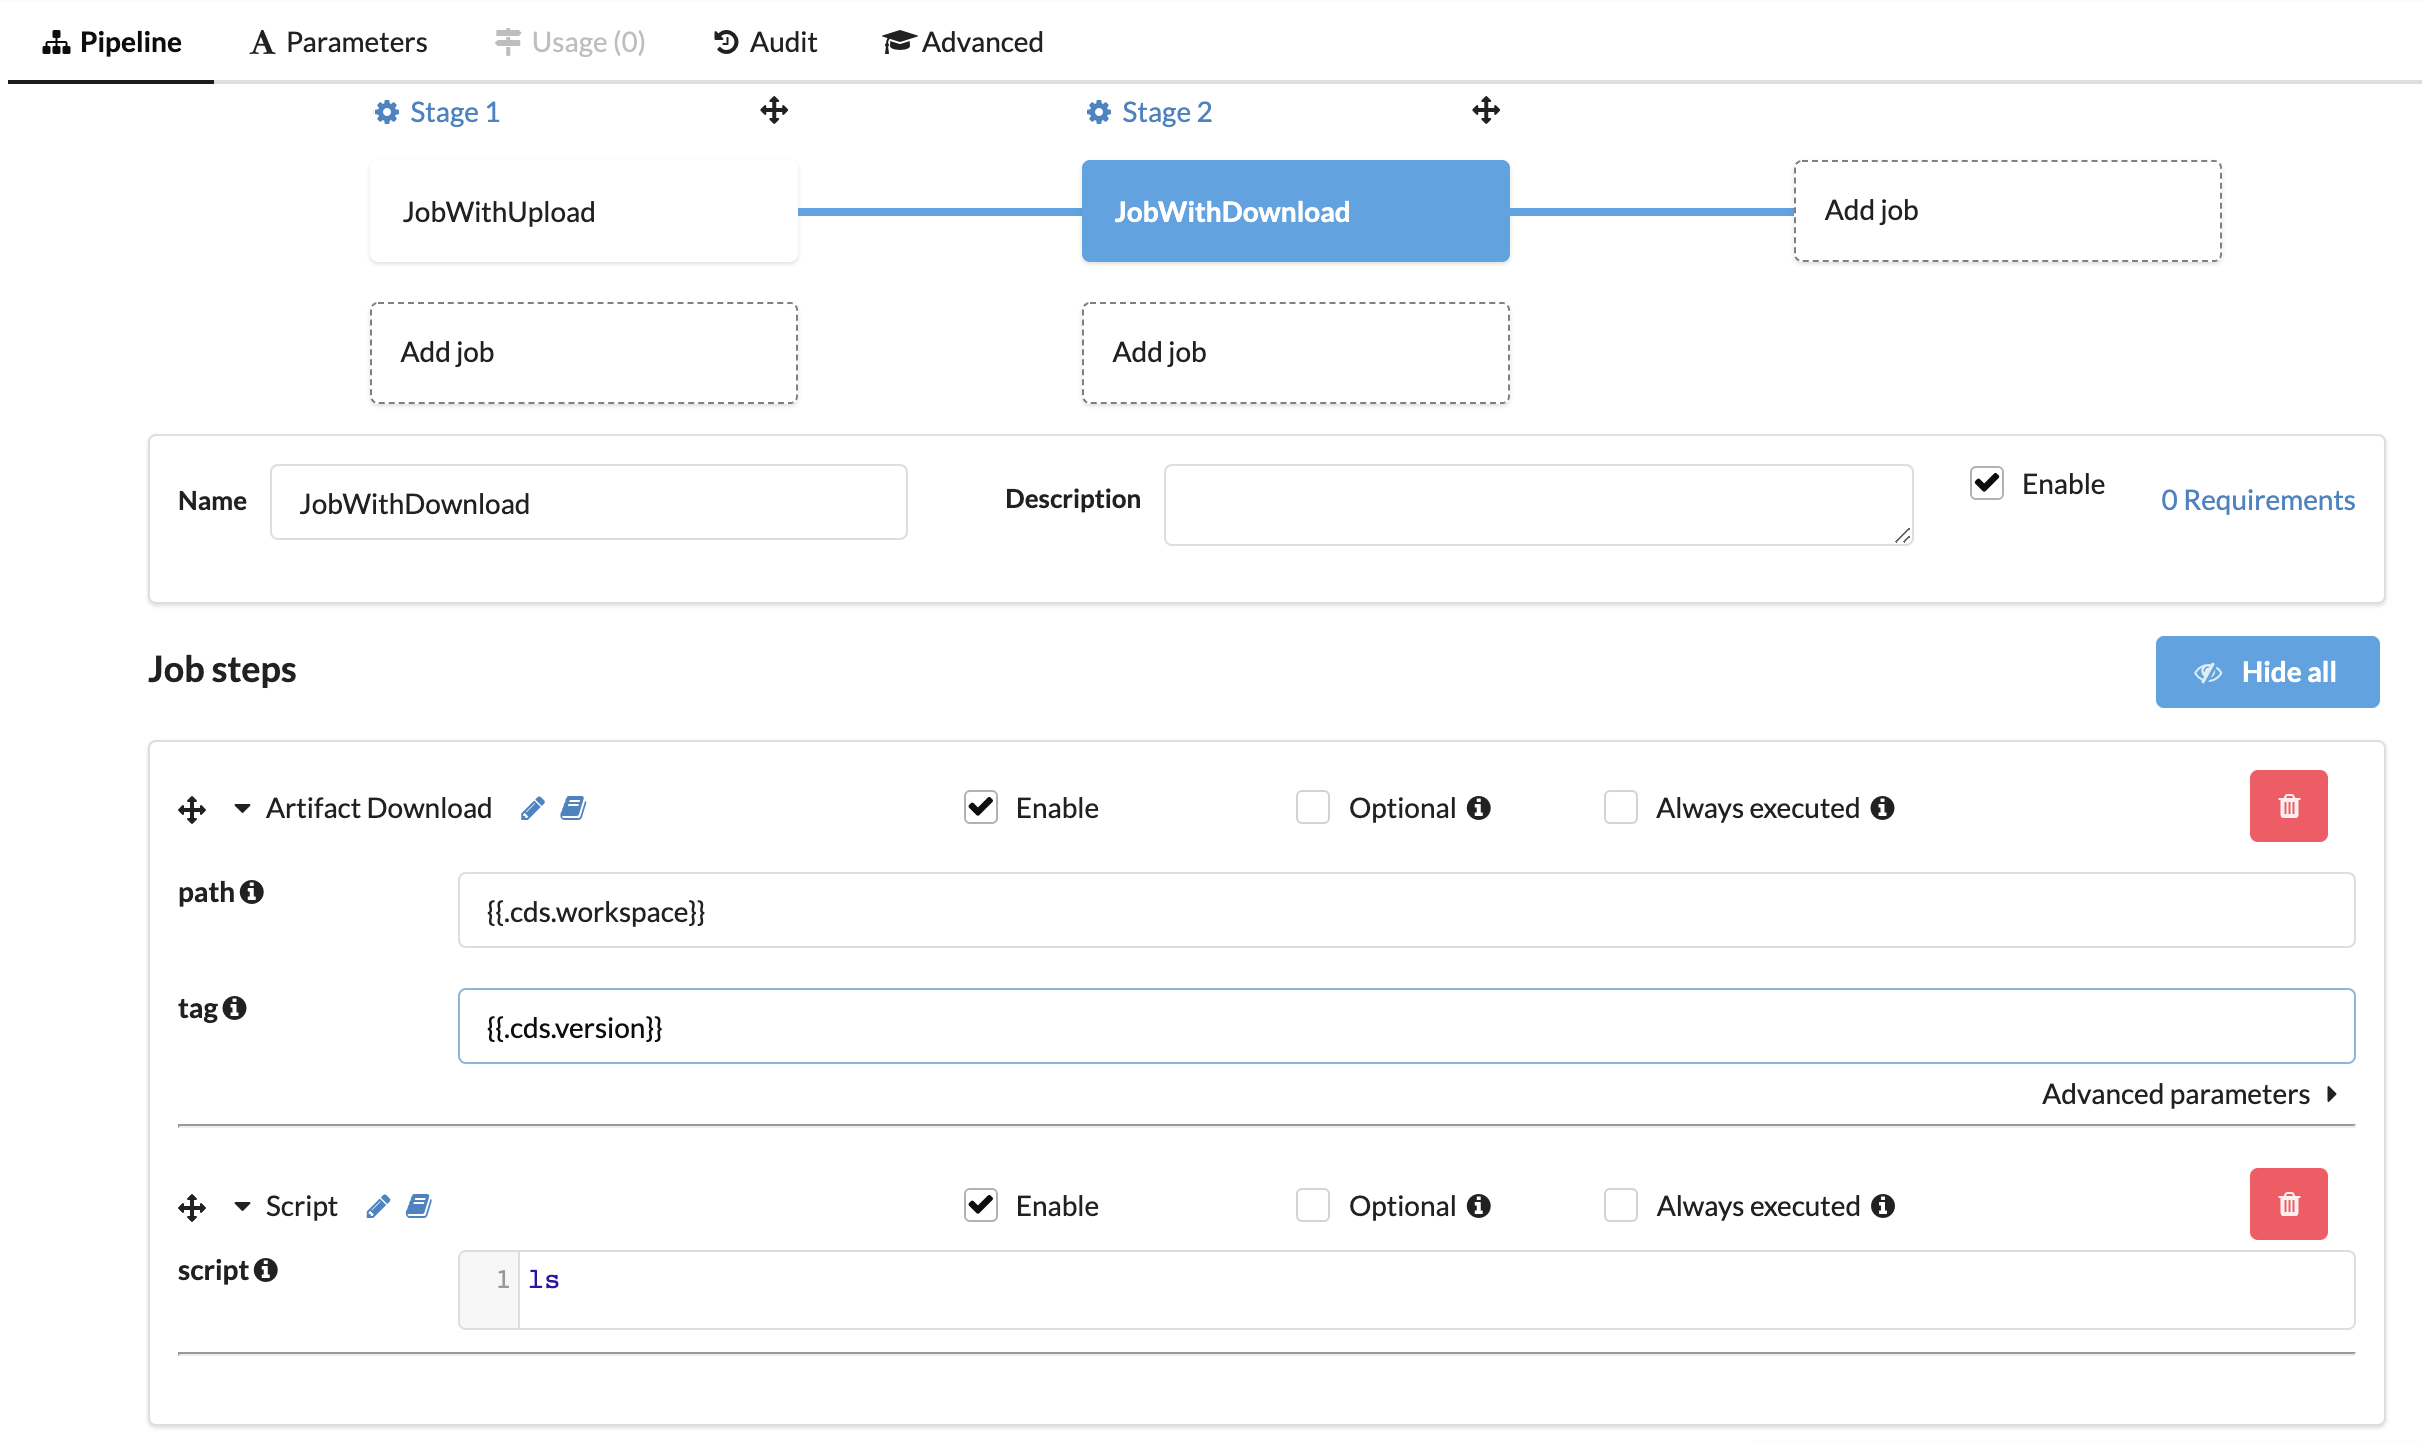 Pipeline Parameters Usage (0) Audit Advanced
Stage 1 Stage 2
JobWithUpload JobWithDownload Add job
Add job Add job
Name JobWithDownload Description Enable 0 Requirements
Job steps Hide all
Artifact Download Enable Optional Always executed
path {{.cds.workspace}}
tag {{.cds.version}}
Advanced parameters
Script Enable Optional Always executed
script 1 ls